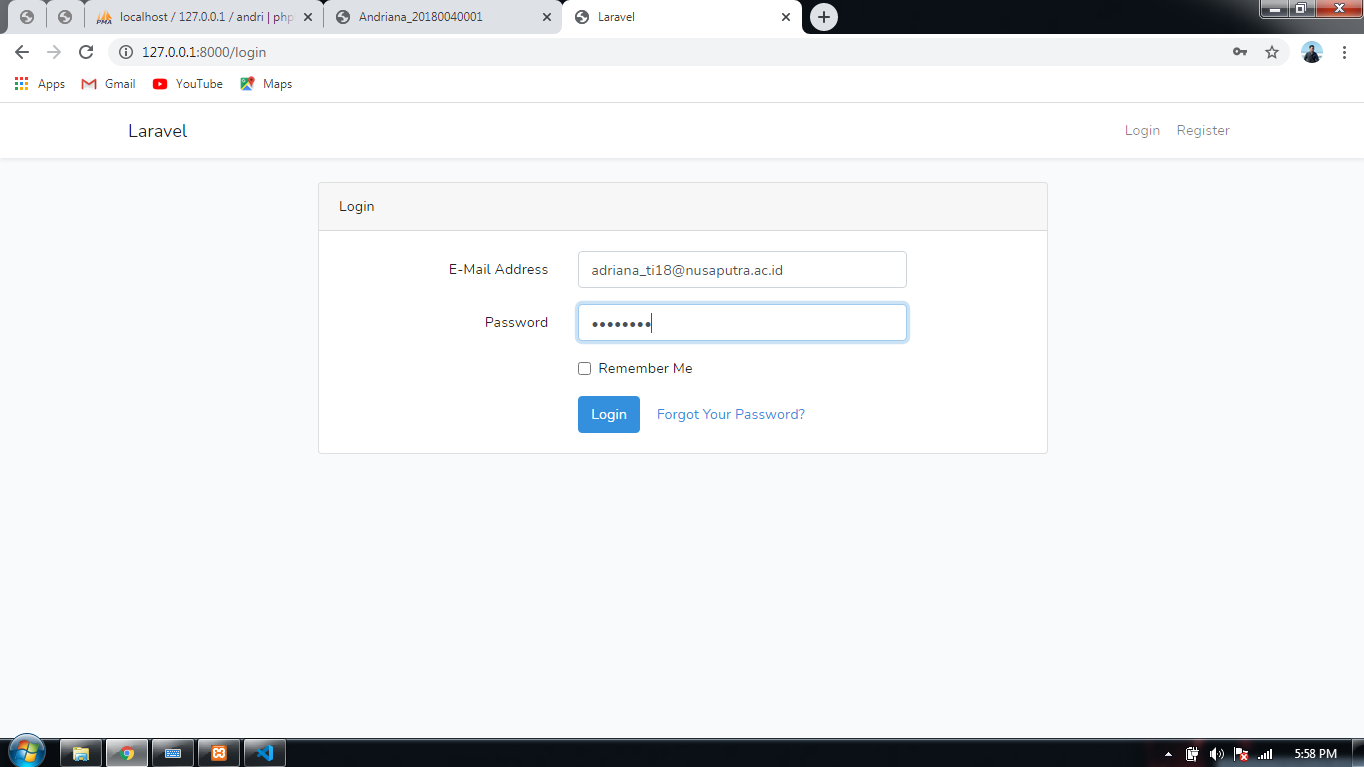 localhost / 127.0.0.1 / andri | php
Andriana_20180040001
Laravel
127.0.0.1:8000/login
Apps
Gmail
YouTube
Maps
Laravel
Login
Register
Login
E-Mail Address
adriana_ti18@nusaputra.ac.id
Password
••••••••
Remember Me
Login
Forgot Your Password?
5:58 PM